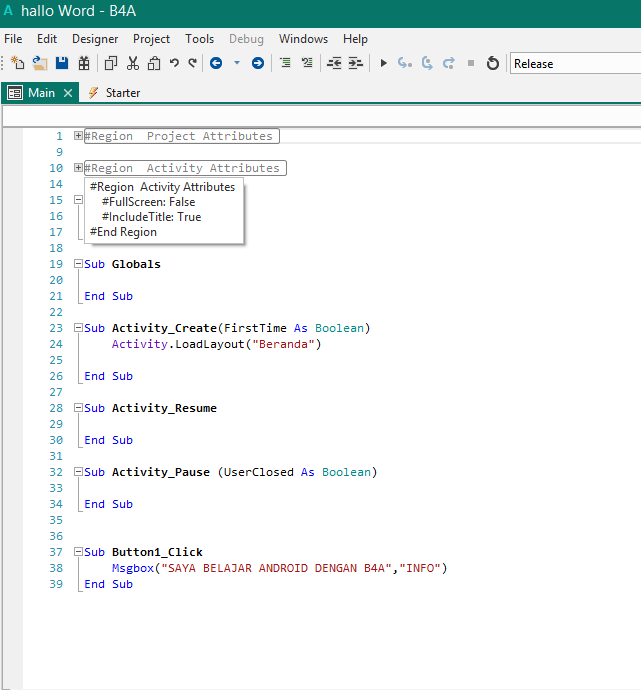 A hallo Word - B4A
File Edit Designer Project Tools Debug Windows Help
Release
Main Starter
1 #Region Project Attributes
9
10 #Region Activity Attributes
14 #Region Activity Attributes
15 #FullScreen: False
16 #IncludeTitle: True
17 #End Region
18
19 Sub Globals
20
21 End Sub
22
23 Sub Activity_Create(FirstTime As Boolean)
24 Activity.LoadLayout("Beranda")
25
26 End Sub
27
28 Sub Activity_Resume
29
30 End Sub
31
32 Sub Activity_Pause (UserClosed As Boolean)
33
34 End Sub
35
36
37 Sub Button1_Click
38 Msgbox("SAYA BELAJAR ANDROID DENGAN B4A","INFO")
39 End Sub